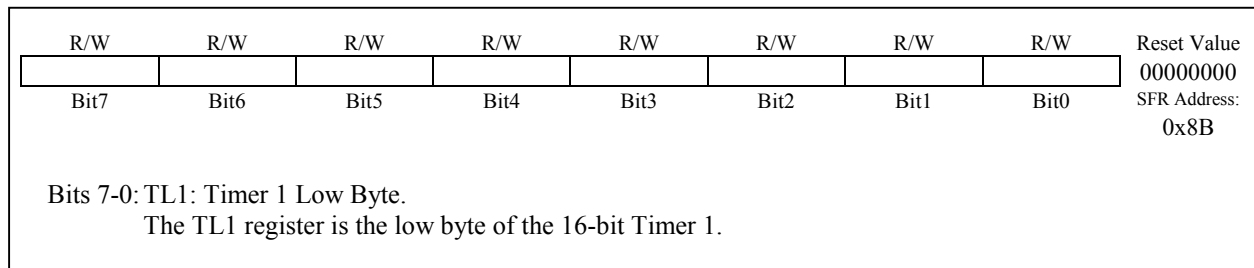 R/W R/W R/W R/W R/W R/W R/W R/W Reset Value
00000000
Bit7 Bit6 Bit5 Bit4 Bit3 Bit2 Bit1 Bit0 SFR Address:
0x8B
Bits 7-0: TL1: Timer 1 Low Byte.
The TL1 register is the low byte of the 16-bit Timer 1.